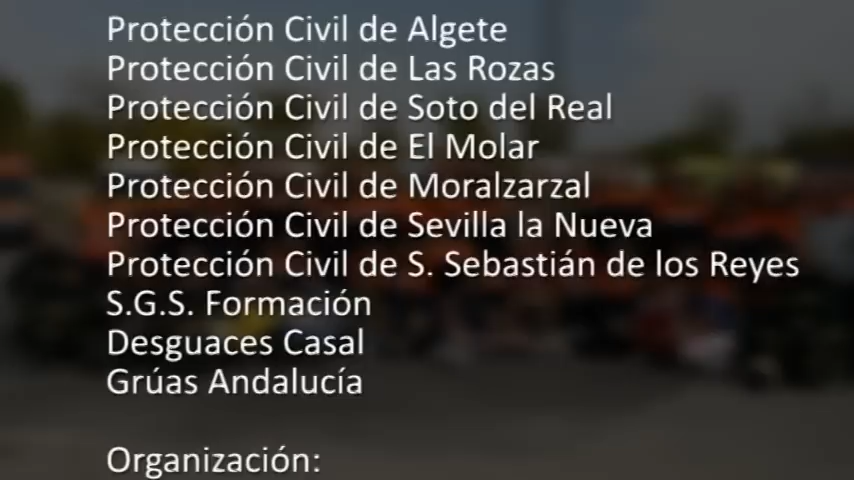 Protección Civil de Algete
Protección Civil de Las Rozas
Protección Civil de Soto del Real
Protección Civil de El Molar
Protección Civil de Moralzarzal
Protección Civil de Sevilla la Nueva
Protección Civil de S. Sebastián de los Reyes
S.G.S. Formación
Desguaces Casal
Grúas Andalucía
Organización: